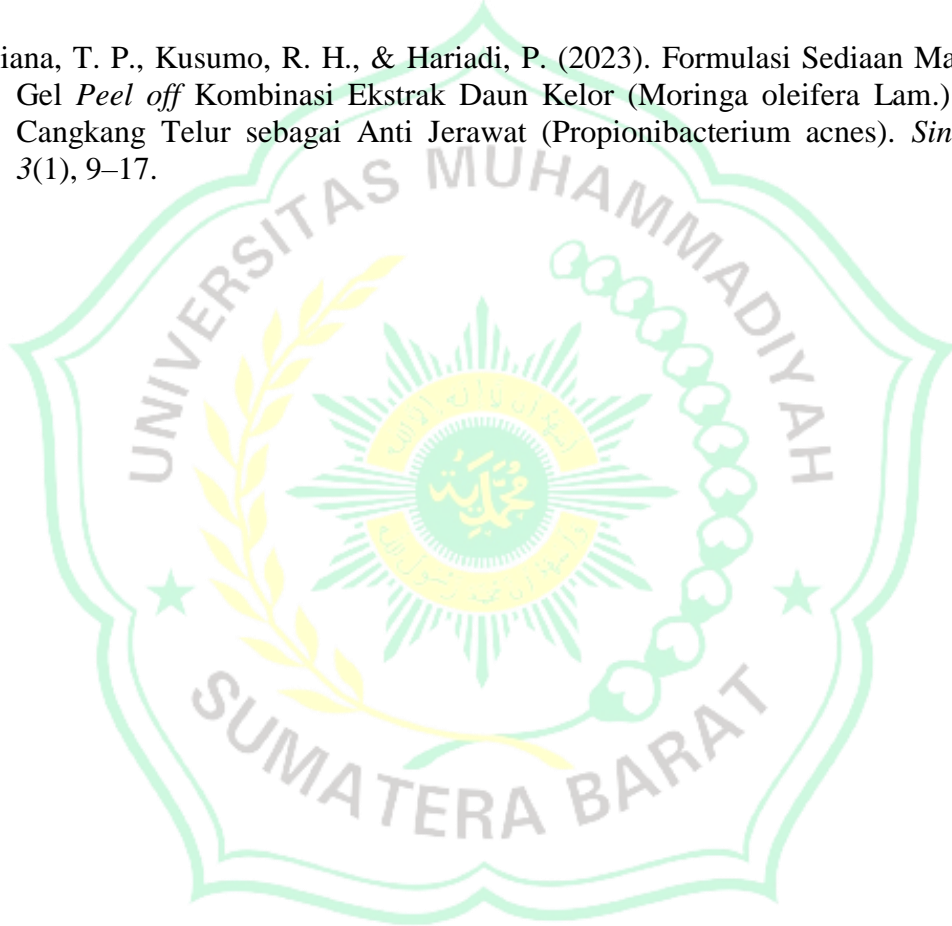 iana, T. P., Kusumo, R. H., & Hariadi, P. (2023). Formulasi Sediaan Ma
Gel Peel off Kombinasi Ekstrak Daun Kelor (Moringa oleifera Lam.)
Cangkang Telur sebagai Anti Jerawat (Propionibacterium acnes). Sin
3(1), 9–17.
UNIVERSITAS MUHAMMADIYAH
SUMATERA BARAT